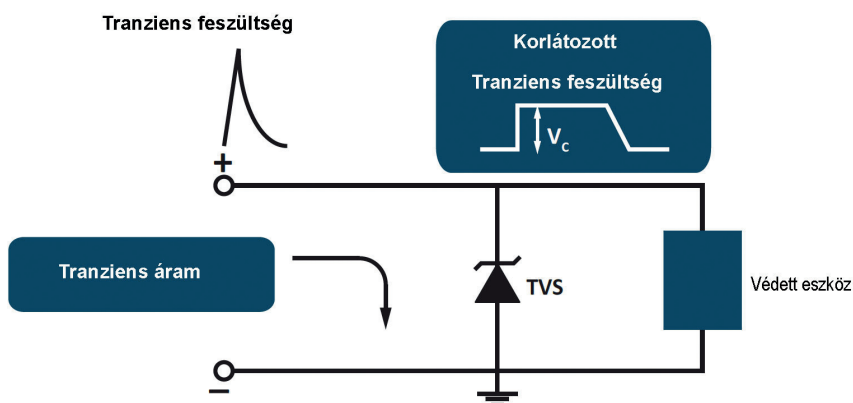 Tranziens feszültség
Korlátozott
Tranziens feszültség
Vc
+
Tranziens áram
TVS
Védett eszköz
−